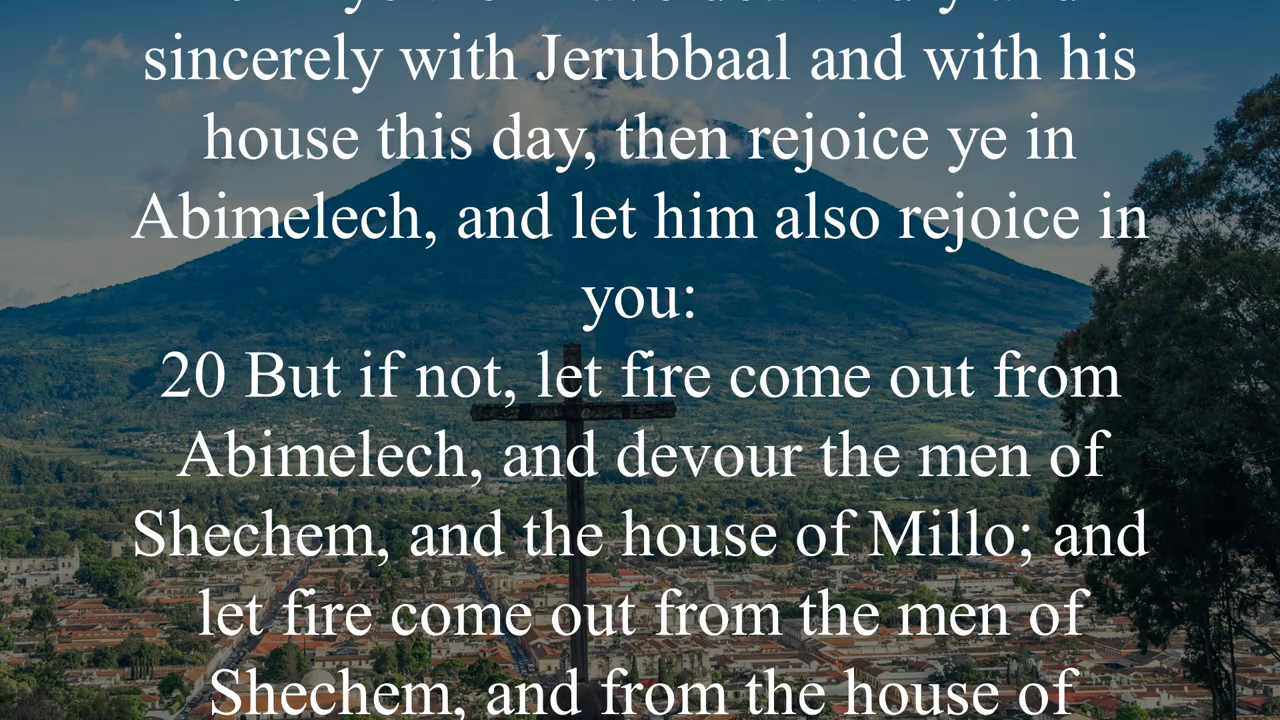 sincerely with Jerubbaal and with his
house this day, then rejoice ye in
Abimelech, and let him also rejoice in
you:
20 But if not, let fire come out from
Abimelech, and devour the men of
Shechem, and the house of Millo; and
let fire come out from the men of
Shechem, and from the house of